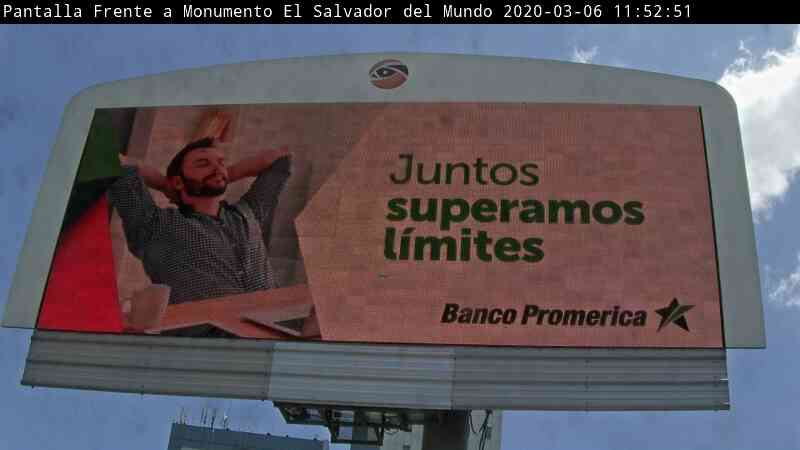 Pantalla Frente a Monumento El Salvador del Mundo 2020-03-06 11:52:51
Juntos
superamos
límites
Banco Promerica